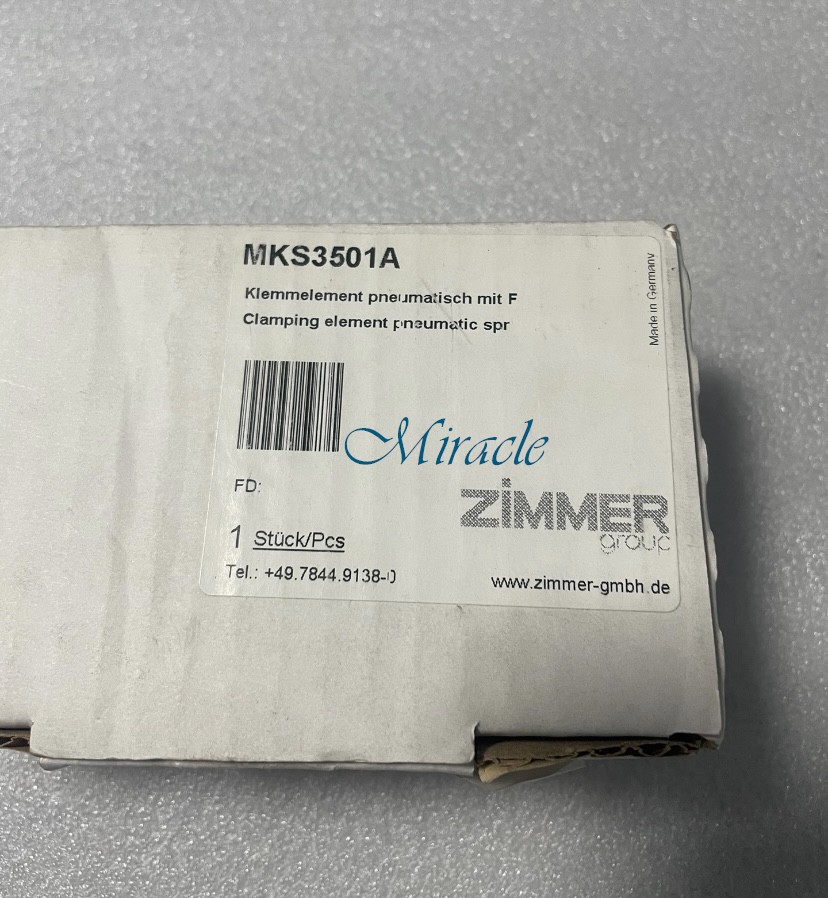 MKS3501A
Klemmelement pneumatisch mit F
Clamping element pneumatic spr
Made in Germany
Miracle
FD:
ZIMMER
group
1 Stück/Pcs
Tel.: +49.7844.9138-0
www.zimmer-gmbh.de